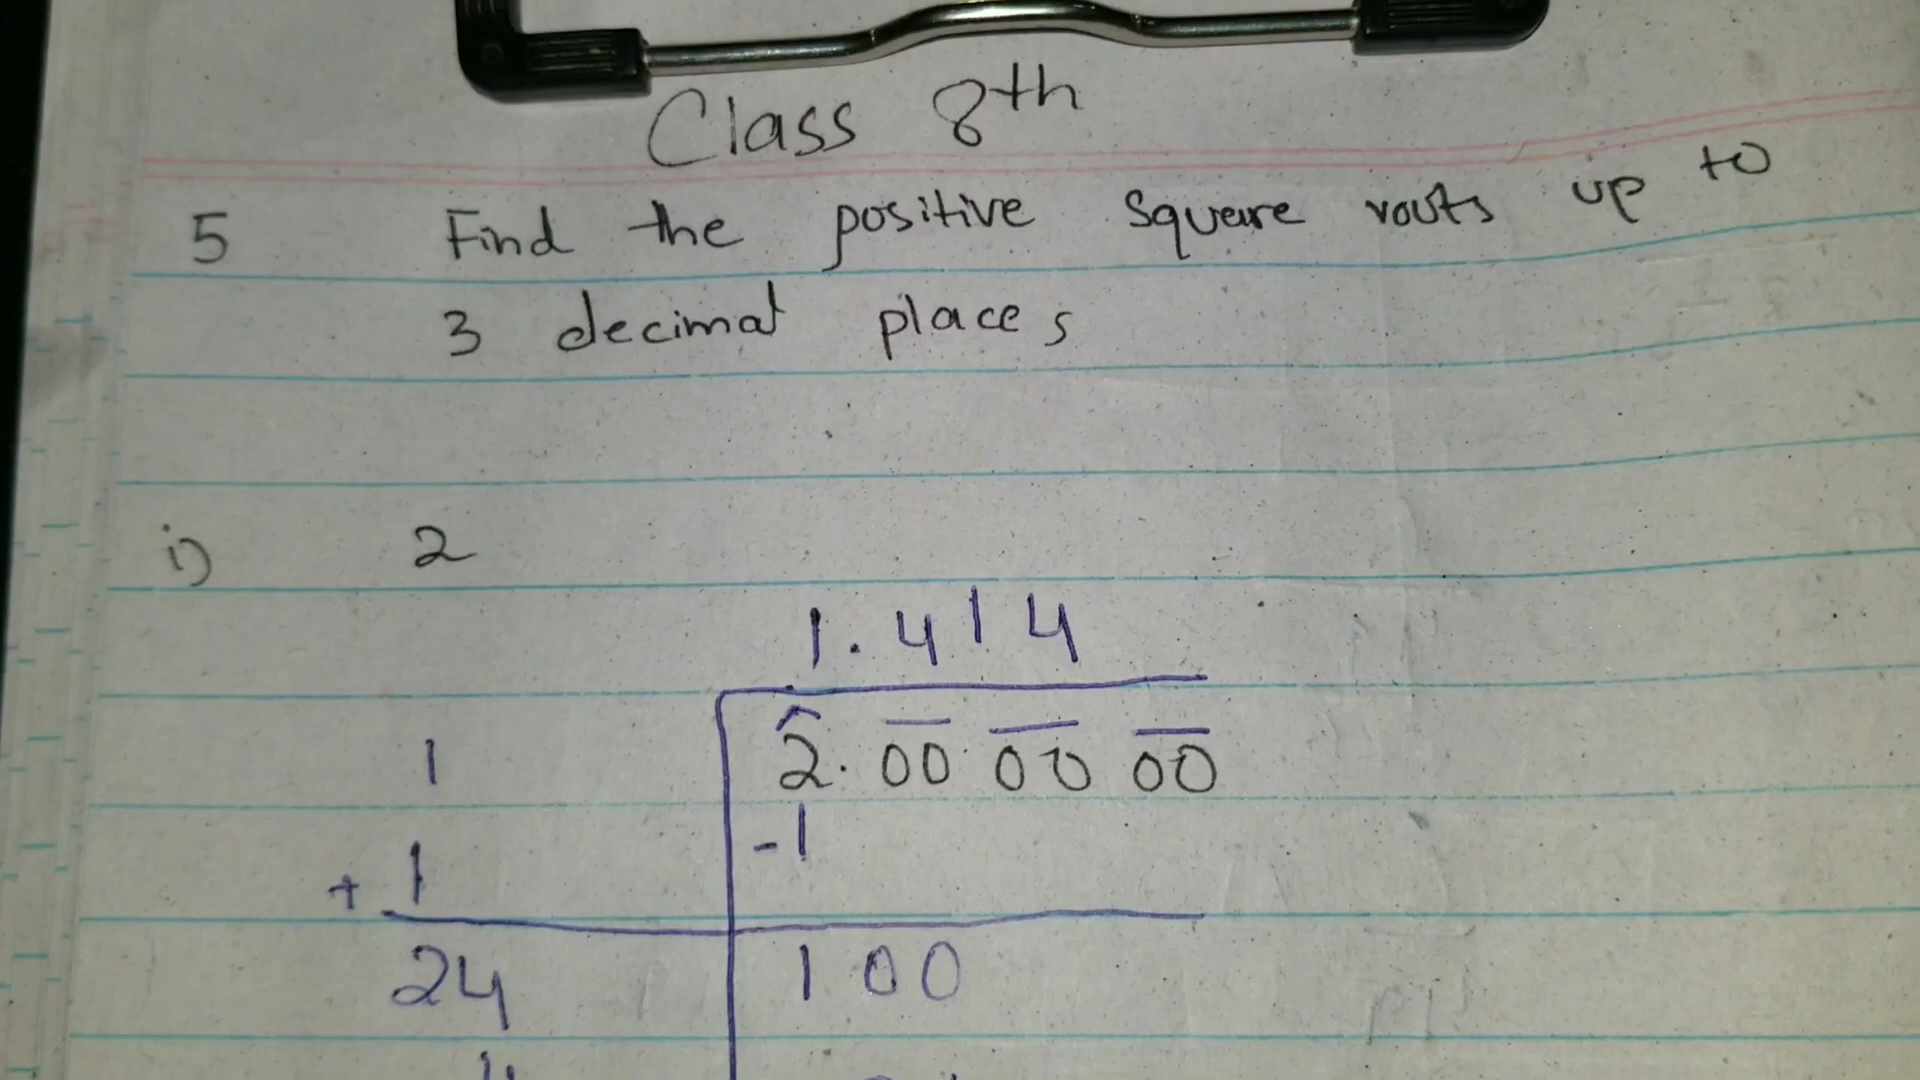 Class 8th
5 Find the positive square roots up to
3 decimal places
i) 2
1.414
1 2.00 00 00
+ 1 -1
24 100